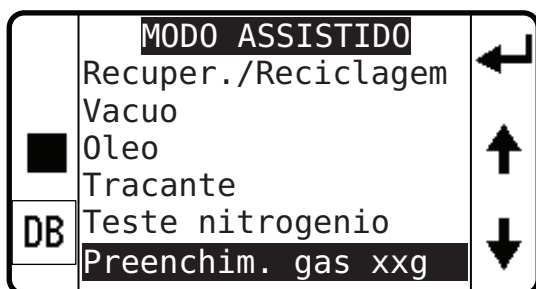 MODO ASSISTIDO
Recuper./Reciclagem
Vacuo
Oleo
Tracante
Teste nitrogenio
DB
Preenchim. gas xxg